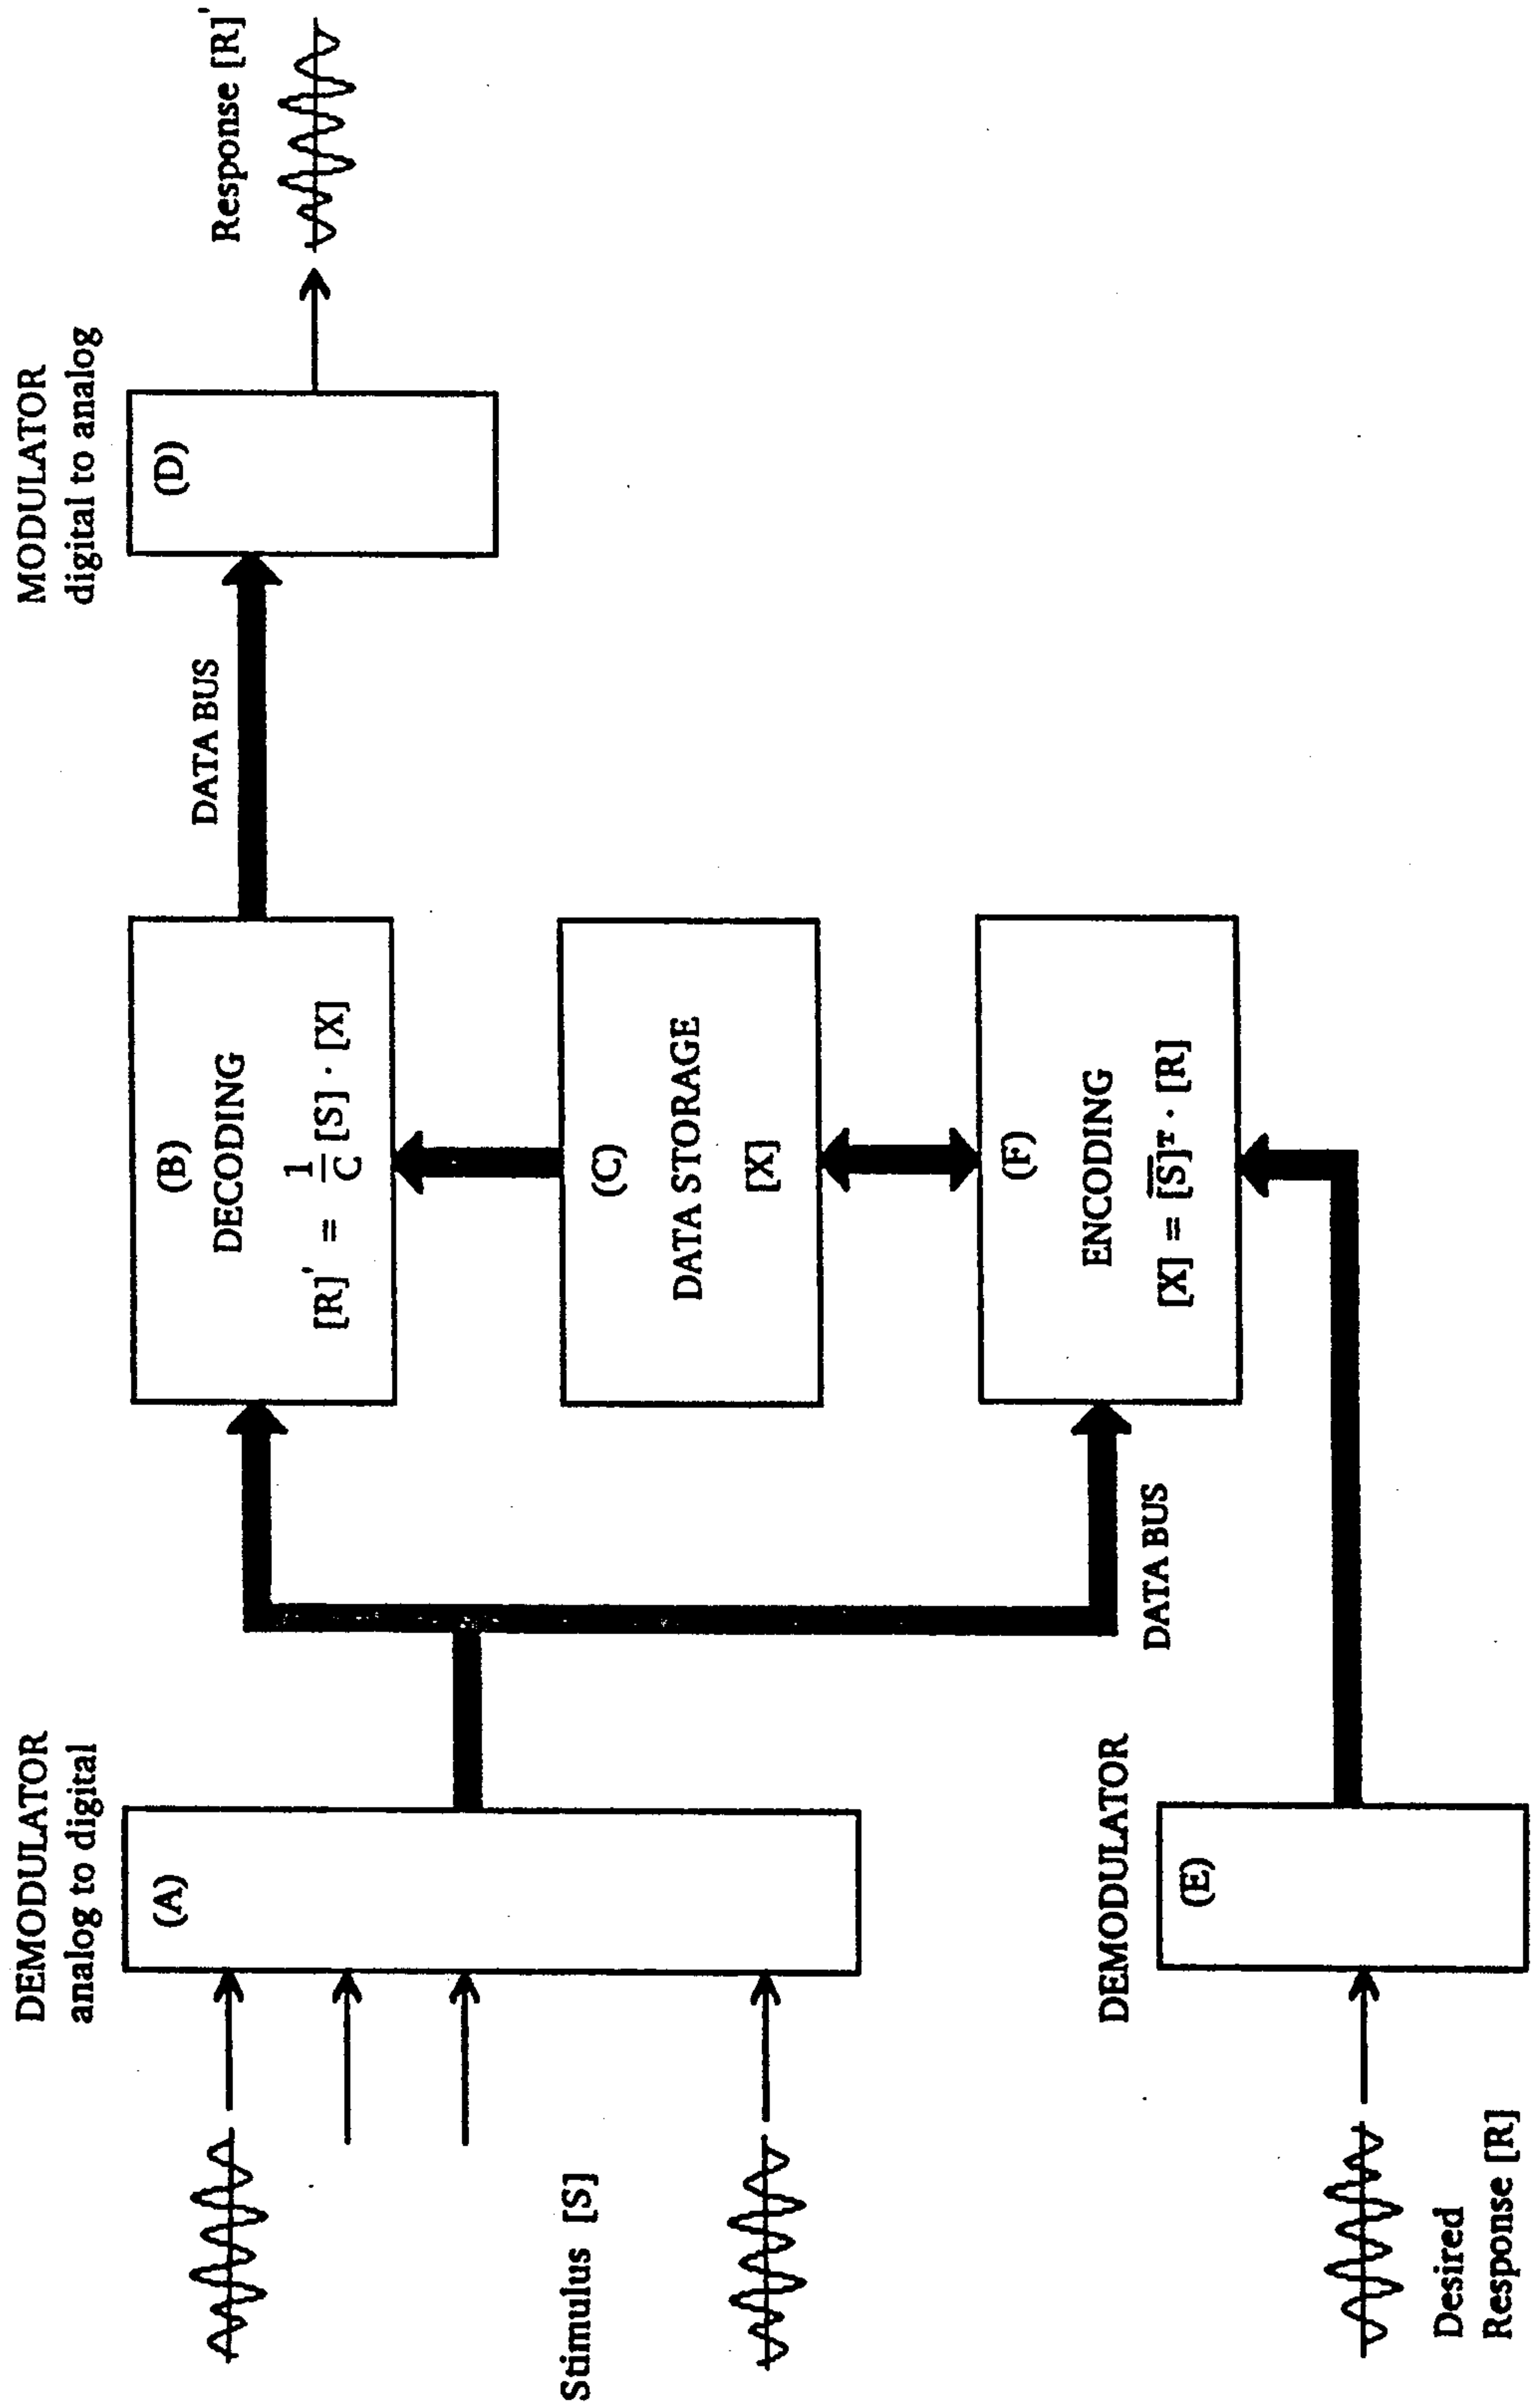 DEMODULATOR
analog to digital
(A)
Stimulus [S]
DEMODULATOR
(E)
Desired
Response [R]
DATA BUS
(B)
DECODING
[R]' = 1/C [S] · [X]
(C)
DATA STORAGE
[X]
(F)
ENCODING
[X] = [S̅]ᵀ · [R]
DATA BUS
MODULATOR
digital to analog
(D)
Response [R]'